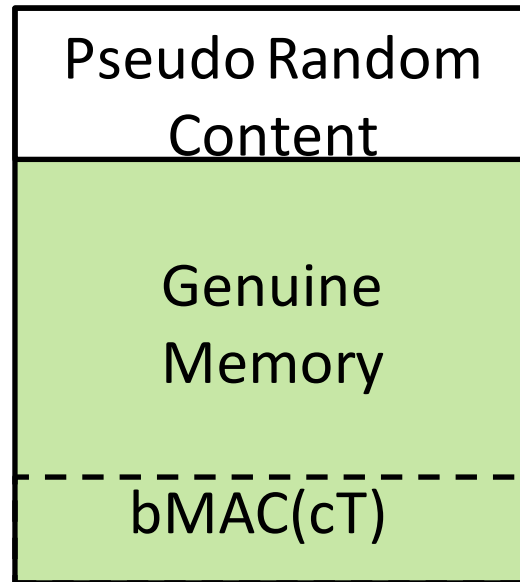 Pseudo Random
Content
Genuine
Memory
bMAC(cT)